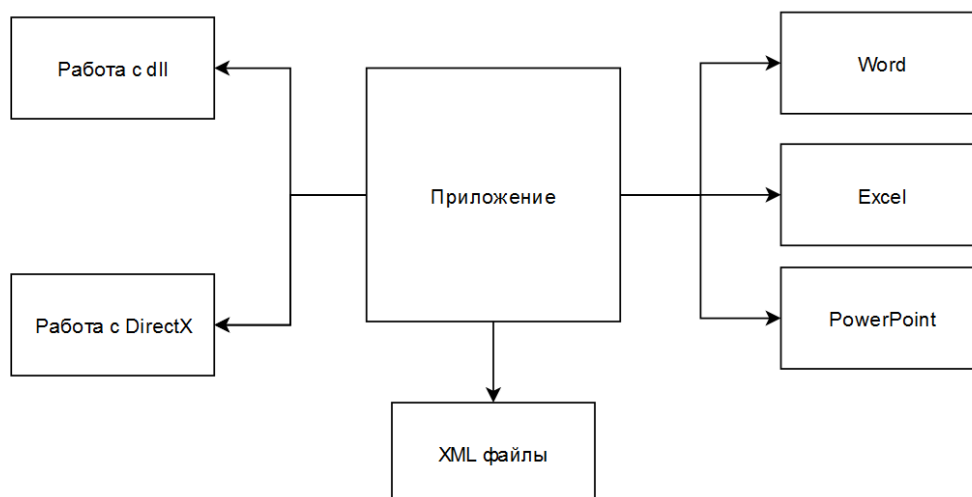 Работа с dll
Word
Приложение
Excel
Работа с DirectX
PowerPoint
XML файлы